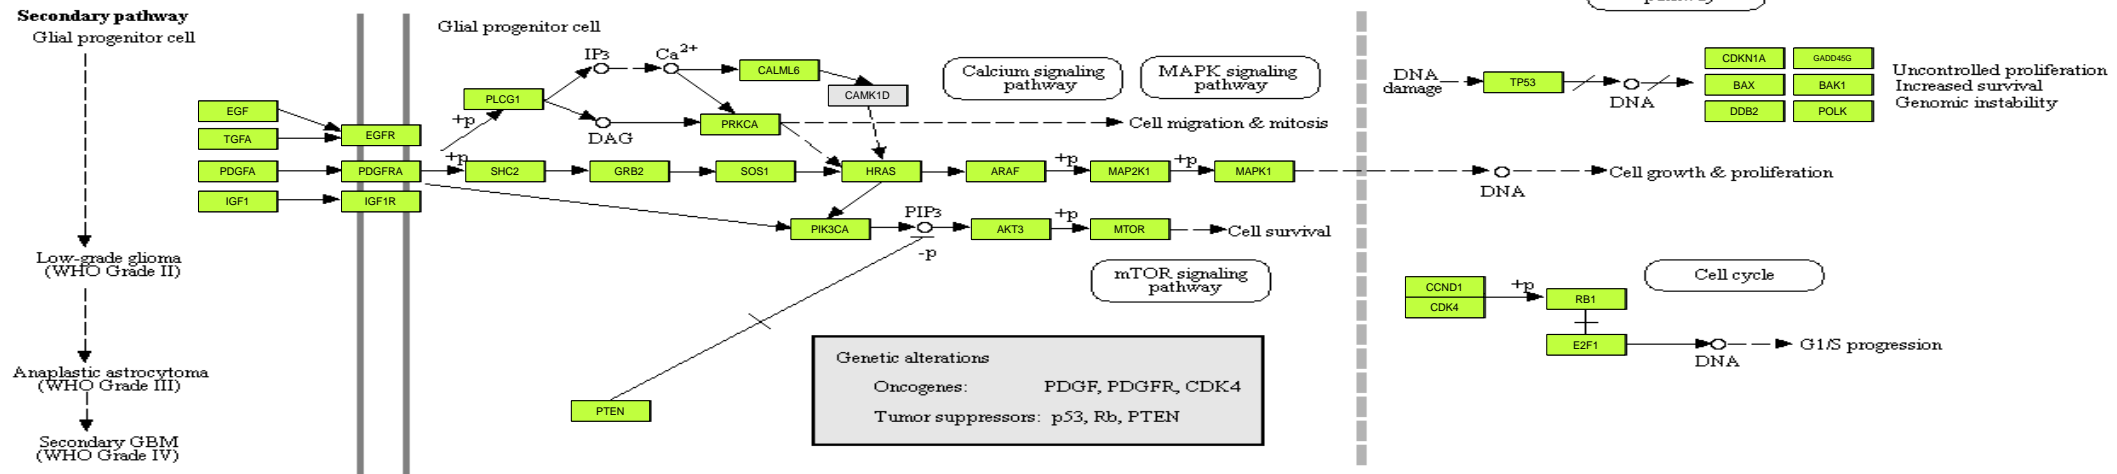 Secondary pathway
Glial progenitor cell
Glial progenitor cell
IP3
Ca2+
CALML6
CAMK1D
Calcium signaling
pathway
MAPK signaling
pathway
PLCG1
+p
DAG
PRKCA
Cell migration & mitosis
EGF
TGFA
PDGFA
IGF1
EGFR
PDGFRA
IGF1R
+p
SHC2
GRB2
SOS1
HRAS
ARAF
+p
MAP2K1
+p
MAPK1
DNA
Cell growth & proliferation
PIK3CA
PIP3
-p
AKT3
+p
MTOR
Cell survival
mTOR signaling
pathway
PTEN
DNA
damage
TP53
DNA
CDKN1A
GADD45G
BAX
BAK1
DDB2
POLK
Uncontrolled proliferation
Increased survival
Genomic instability
CCND1
CDK4
+p
RB1
E2F1
Cell cycle
DNA
G1/S progression
Low-grade glioma
(WHO Grade II)
Anaplastic astrocytoma
(WHO Grade III)
Secondary GBM
(WHO Grade IV)
Genetic alterations
Oncogenes: PDGF, PDGFR, CDK4
Tumor suppressors: p53, Rb, PTEN